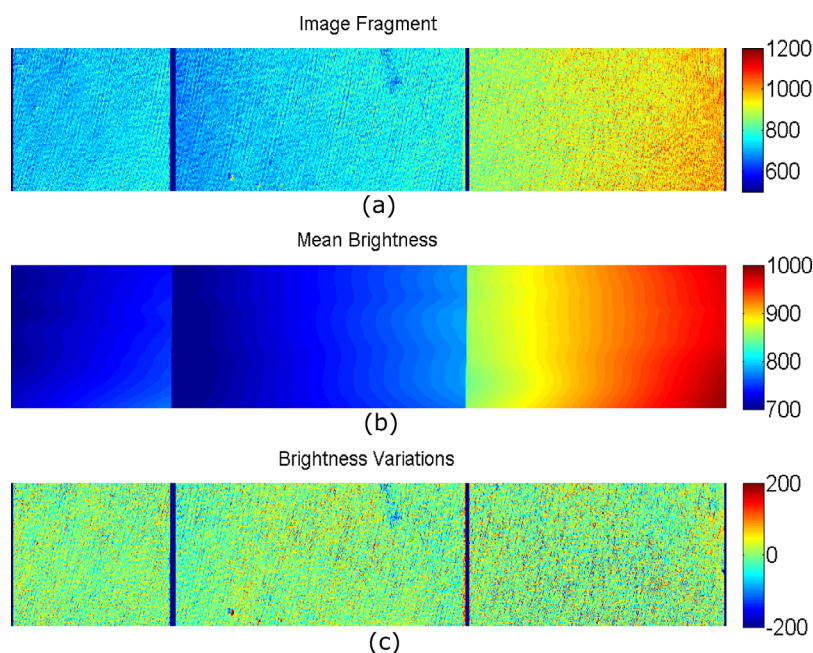 Image Fragment
1200
1000
800
600
(a)
Mean Brightness
1000
900
800
700
(b)
Brightness Variations
200
0
-200
(c)